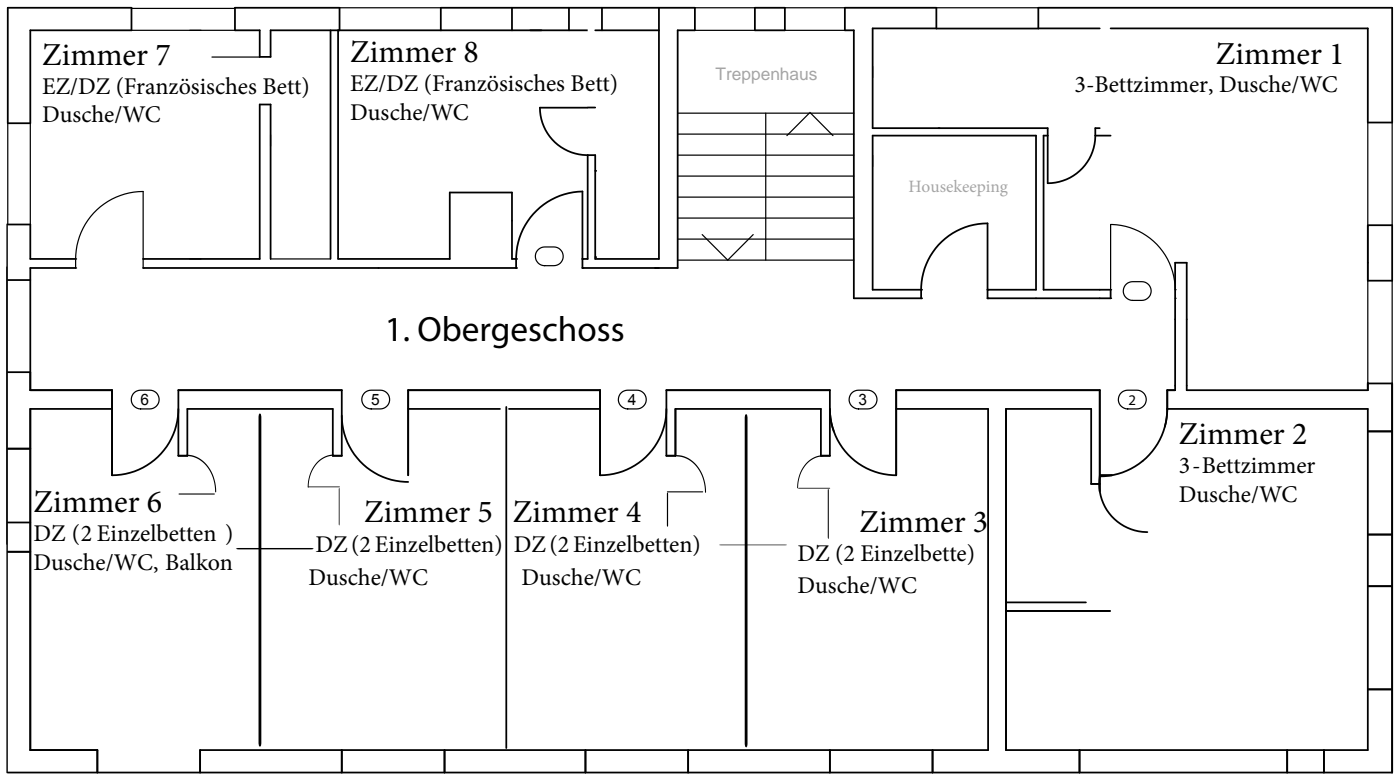 Zimmer 7
EZ/DZ (Französisches Bett)
Dusche/WC
Zimmer 8
EZ/DZ (Französisches Bett)
Dusche/WC
Treppenhaus
Zimmer 1
3-Bettzimmer, Dusche/WC
Housekeeping
1. Obergeschoss
6
5
4
3
2
Zimmer 6
DZ (2 Einzelbetten )
Dusche/WC, Balkon
Zimmer 5
DZ (2 Einzelbetten)
Dusche/WC
Zimmer 4
DZ (2 Einzelbetten)
Dusche/WC
Zimmer 3
DZ (2 Einzelbette)
Dusche/WC
Zimmer 2
3-Bettzimmer
Dusche/WC